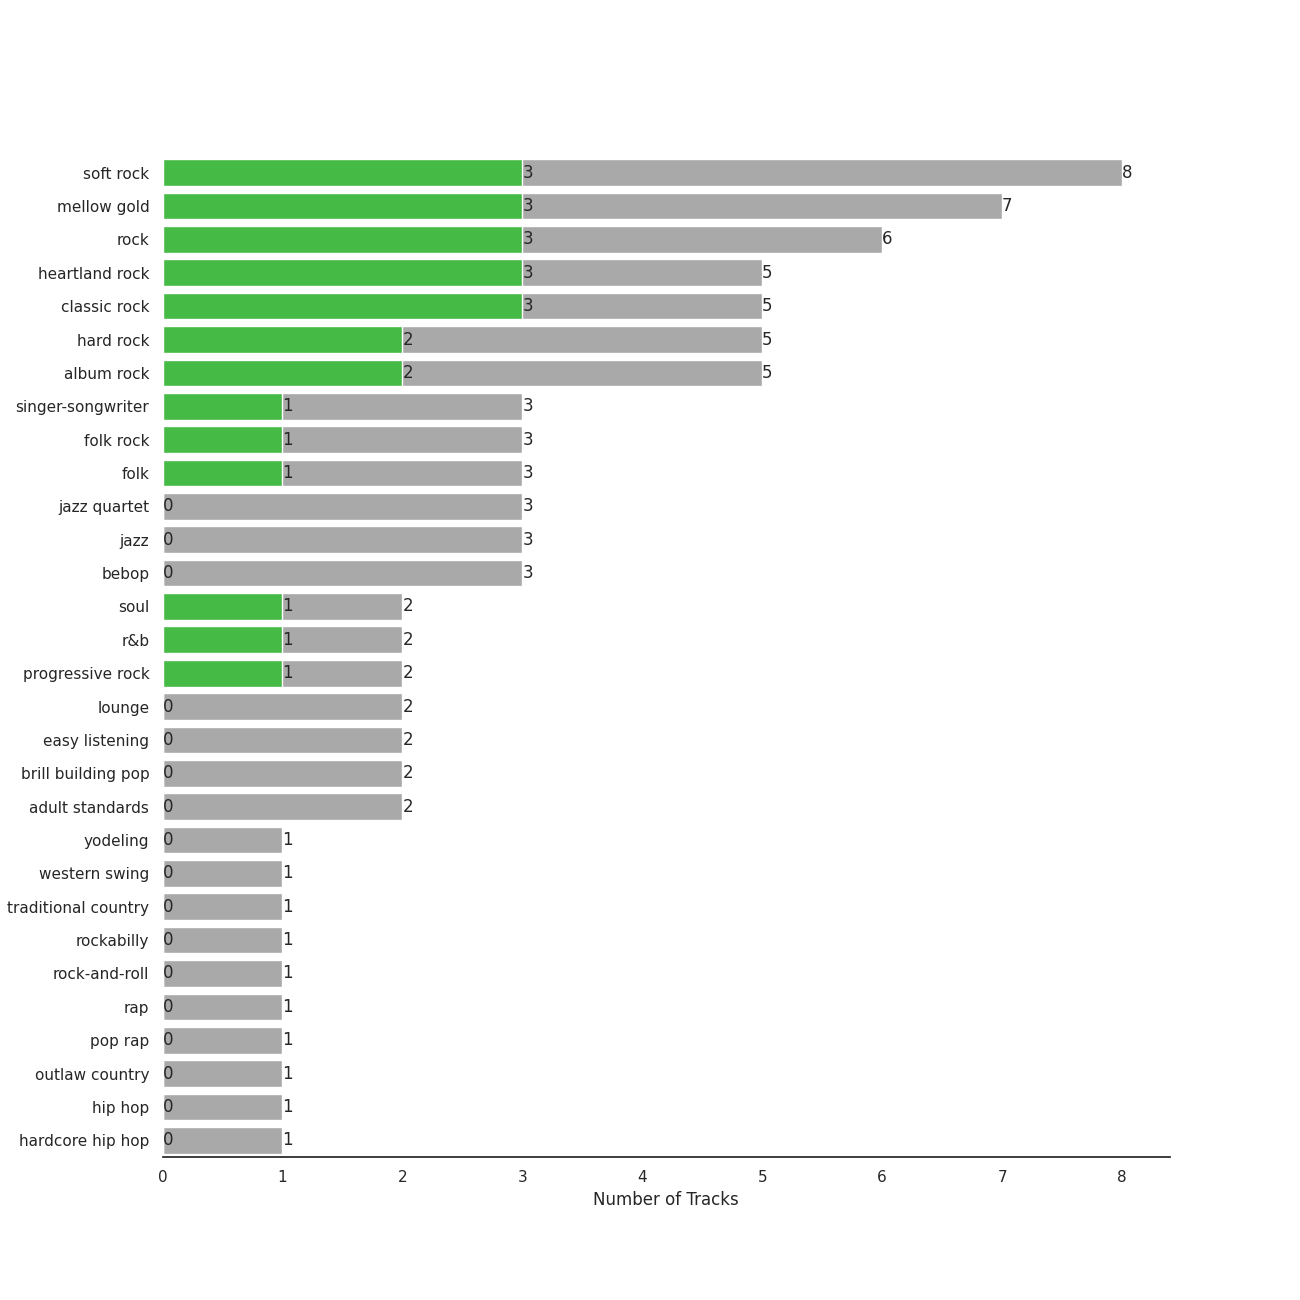 soft rock 3 8
mellow gold 3 7
rock 3 6
heartland rock 3 5
classic rock 3 5
hard rock 2 5
album rock 2 5
singer-songwriter 1 3
folk rock 1 3
folk 1 3
jazz quartet 0 3
jazz 0 3
bebop 0 3
soul 1 2
r&b 1 2
progressive rock 1 2
lounge 0 2
easy listening 0 2
brill building pop 0 2
adult standards 0 2
yodeling 0 1
western swing 0 1
traditional country 0 1
rockabilly 0 1
rock-and-roll 0 1
rap 0 1
pop rap 0 1
outlaw country 0 1
hip hop 0 1
hardcore hip hop 0 1
0 1 2 3 4 5 6 7 8
Number of Tracks